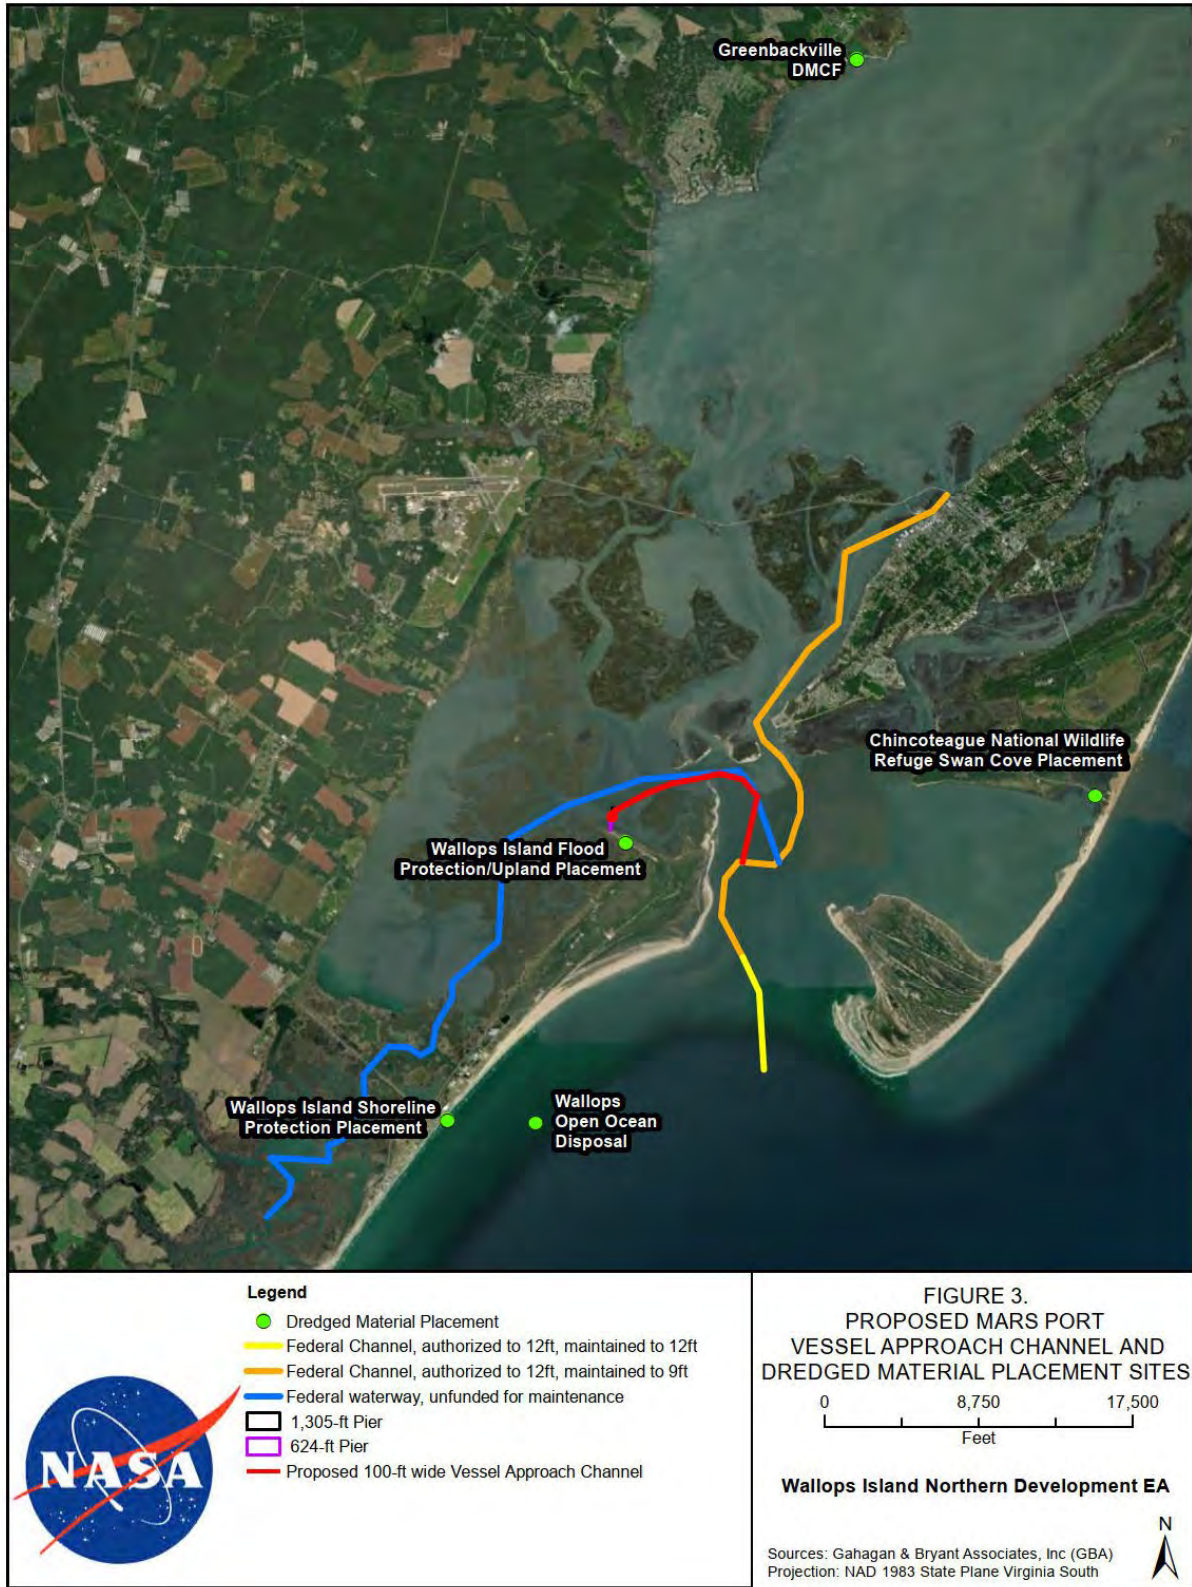 Greenbackville
DMCF
Chincoteague National Wildlife
Refuge Swan Cove Placement
Wallops Island Flood
Protection/Upland Placement
Wallops Island Shoreline
Protection Placement
Wallops
Open Ocean
Disposal
Legend
Dredged Material Placement
Federal Channel, authorized to 12ft, maintained to 12ft
Federal Channel, authorized to 12ft, maintained to 9ft
Federal waterway, unfunded for maintenance
1,305-ft Pier
624-ft Pier
Proposed 100-ft wide Vessel Approach Channel
NASA
FIGURE 3.
PROPOSED MARS PORT
VESSEL APPROACH CHANNEL AND
DREDGED MATERIAL PLACEMENT SITES
0 8,750 17,500
Feet
Wallops Island Northern Development EA
N
Sources: Gahagan & Bryant Associates, Inc (GBA)
Projection: NAD 1983 State Plane Virginia South